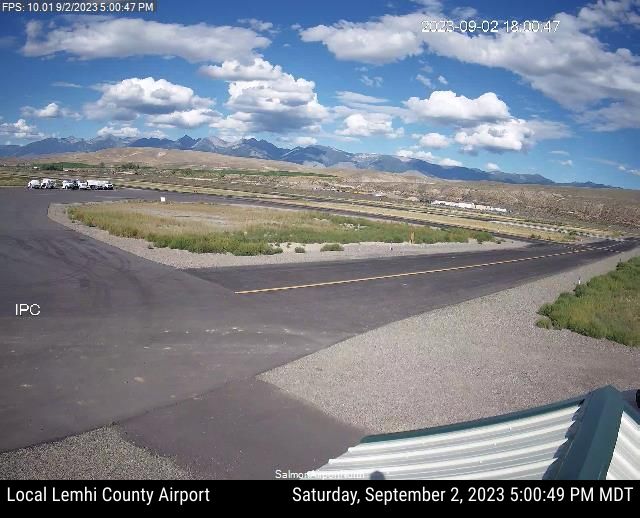 FPS: 10.01 9/2/2023 5:00:47 PM
2023-09-02 18:00:47
IPC
Local Lemhi County Airport
Saturday, September 2, 2023 5:00:49 PM MDT